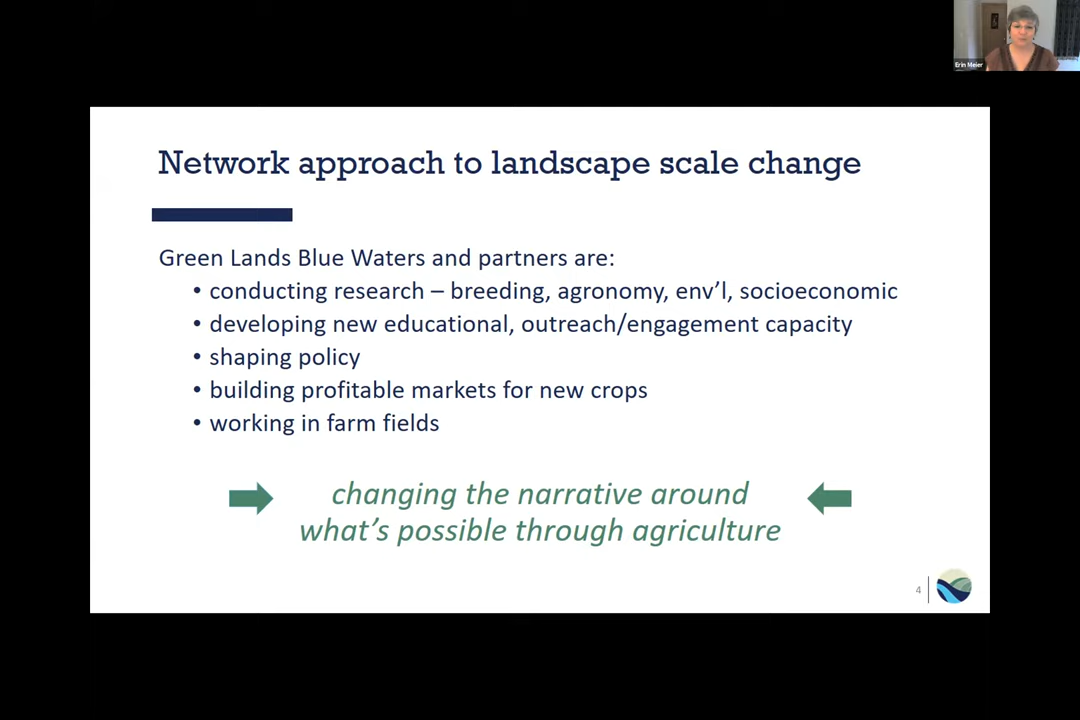 Erin Meier
Network approach to landscape scale change
Green Lands Blue Waters and partners are:
• conducting research – breeding, agronomy, env’l, socioeconomic
• developing new educational, outreach/engagement capacity
• shaping policy
• building profitable markets for new crops
• working in farm fields
changing the narrative around
what’s possible through agriculture
4